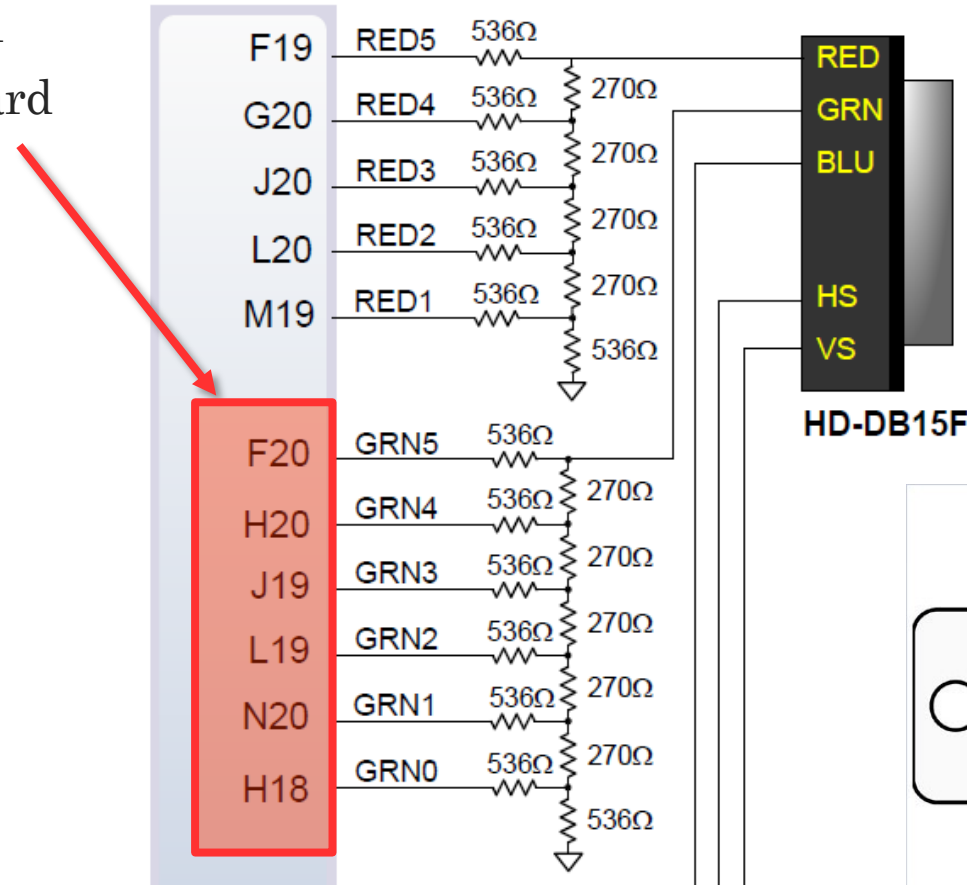 ard
F19 RED5 536Ω
270Ω
G20 RED4 536Ω
270Ω
J20 RED3 536Ω
270Ω
L20 RED2 536Ω
270Ω
M19 RED1 536Ω
536Ω
F20 GRN5 536Ω
270Ω
H20 GRN4 536Ω
270Ω
J19 GRN3 536Ω
270Ω
L19 GRN2 536Ω
270Ω
N20 GRN1 536Ω
270Ω
H18 GRN0 536Ω
536Ω
RED
GRN
BLU
HS
VS
HD-DB15F